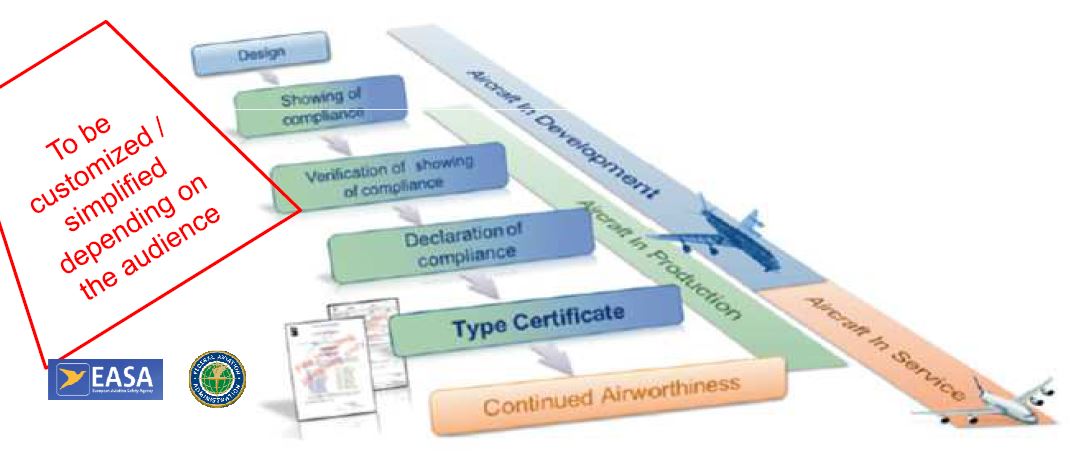 Design
Showing of
compliance
Verification of showing
of compliance
Declaration of
compliance
Type Certificate
Continued Airworthiness
Aircraft In Development
Aircraft In Production
Aircraft In Service
To be
customized /
simplified
depending on
the audience
EASA
European Aviation Safety Agency
FEDERAL AVIATION
ADMINISTRATION